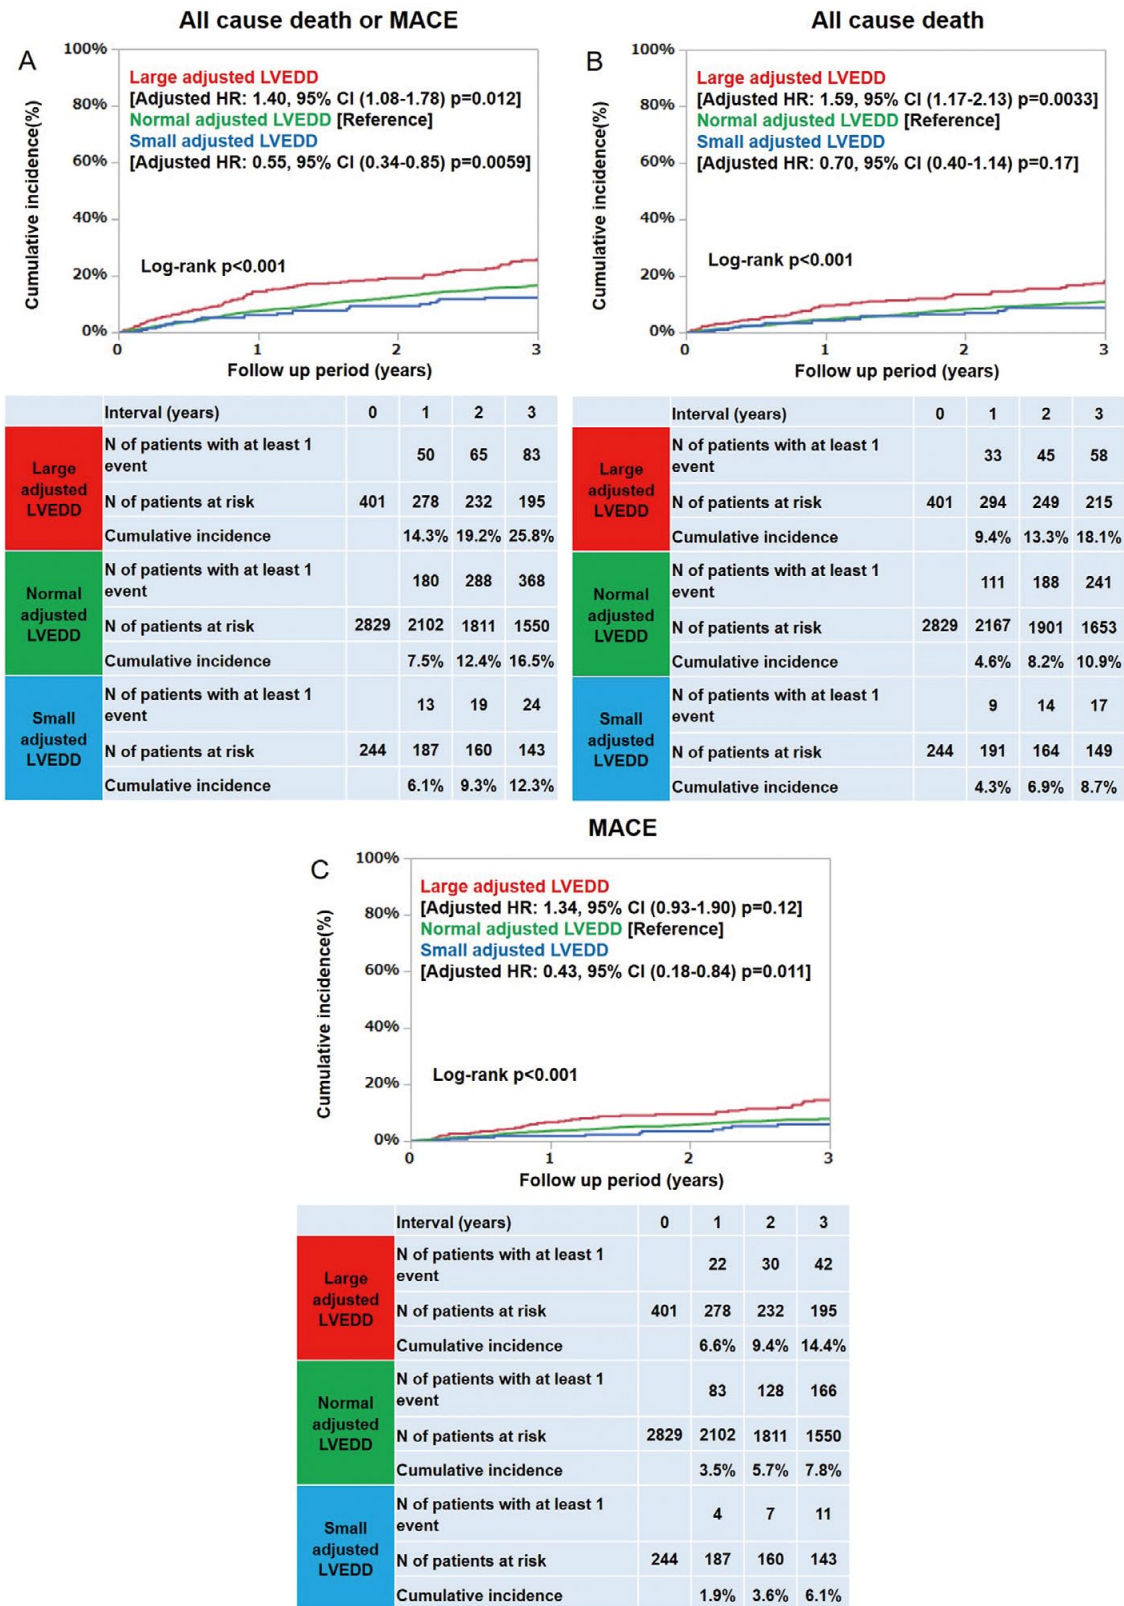 All cause death or MACE
A
100%
80%
60%
40%
20%
0%
Cumulative incidence(%)
Large adjusted LVEDD
[Adjusted HR: 1.40, 95% CI (1.08-1.78) p=0.012]
Normal adjusted LVEDD [Reference]
Small adjusted LVEDD
[Adjusted HR: 0.55, 95% CI (0.34-0.85) p=0.0059]
Log-rank p<0.001
0 1 2 3
Follow up period (years)
Interval (years) 0 1 2 3
Large
adjusted
LVEDD
N of patients with at least 1
event 50 65 83
N of patients at risk 401 278 232 195
Cumulative incidence 14.3% 19.2% 25.8%
Normal
adjusted
LVEDD
N of patients with at least 1
event 180 288 368
N of patients at risk 2829 2102 1811 1550
Cumulative incidence 7.5% 12.4% 16.5%
Small
adjusted
LVEDD
N of patients with at least 1
event 13 19 24
N of patients at risk 244 187 160 143
Cumulative incidence 6.1% 9.3% 12.3%
All cause death
B
100%
80%
60%
40%
20%
0%
Cumulative incidence(%)
Large adjusted LVEDD
[Adjusted HR: 1.59, 95% CI (1.17-2.13) p=0.0033]
Normal adjusted LVEDD [Reference]
Small adjusted LVEDD
[Adjusted HR: 0.70, 95% CI (0.40-1.14) p=0.17]
Log-rank p<0.001
0 1 2 3
Follow up period (years)
Interval (years) 0 1 2 3
Large
adjusted
LVEDD
N of patients with at least 1
event 33 45 58
N of patients at risk 401 294 249 215
Cumulative incidence 9.4% 13.3% 18.1%
Normal
adjusted
LVEDD
N of patients with at least 1
event 111 188 241
N of patients at risk 2829 2167 1901 1653
Cumulative incidence 4.6% 8.2% 10.9%
Small
adjusted
LVEDD
N of patients with at least 1
event 9 14 17
N of patients at risk 244 191 164 149
Cumulative incidence 4.3% 6.9% 8.7%
MACE
C
100%
80%
60%
40%
20%
0%
Cumulative incidence(%)
Large adjusted LVEDD
[Adjusted HR: 1.34, 95% CI (0.93-1.90) p=0.12]
Normal adjusted LVEDD [Reference]
Small adjusted LVEDD
[Adjusted HR: 0.43, 95% CI (0.18-0.84) p=0.011]
Log-rank p<0.001
0 1 2 3
Follow up period (years)
Interval (years) 0 1 2 3
Large
adjusted
LVEDD
N of patients with at least 1
event 22 30 42
N of patients at risk 401 278 232 195
Cumulative incidence 6.6% 9.4% 14.4%
Normal
adjusted
LVEDD
N of patients with at least 1
event 83 128 166
N of patients at risk 2829 2102 1811 1550
Cumulative incidence 3.5% 5.7% 7.8%
Small
adjusted
LVEDD
N of patients with at least 1
event 4 7 11
N of patients at risk 244 187 160 143
Cumulative incidence 1.9% 3.6% 6.1%